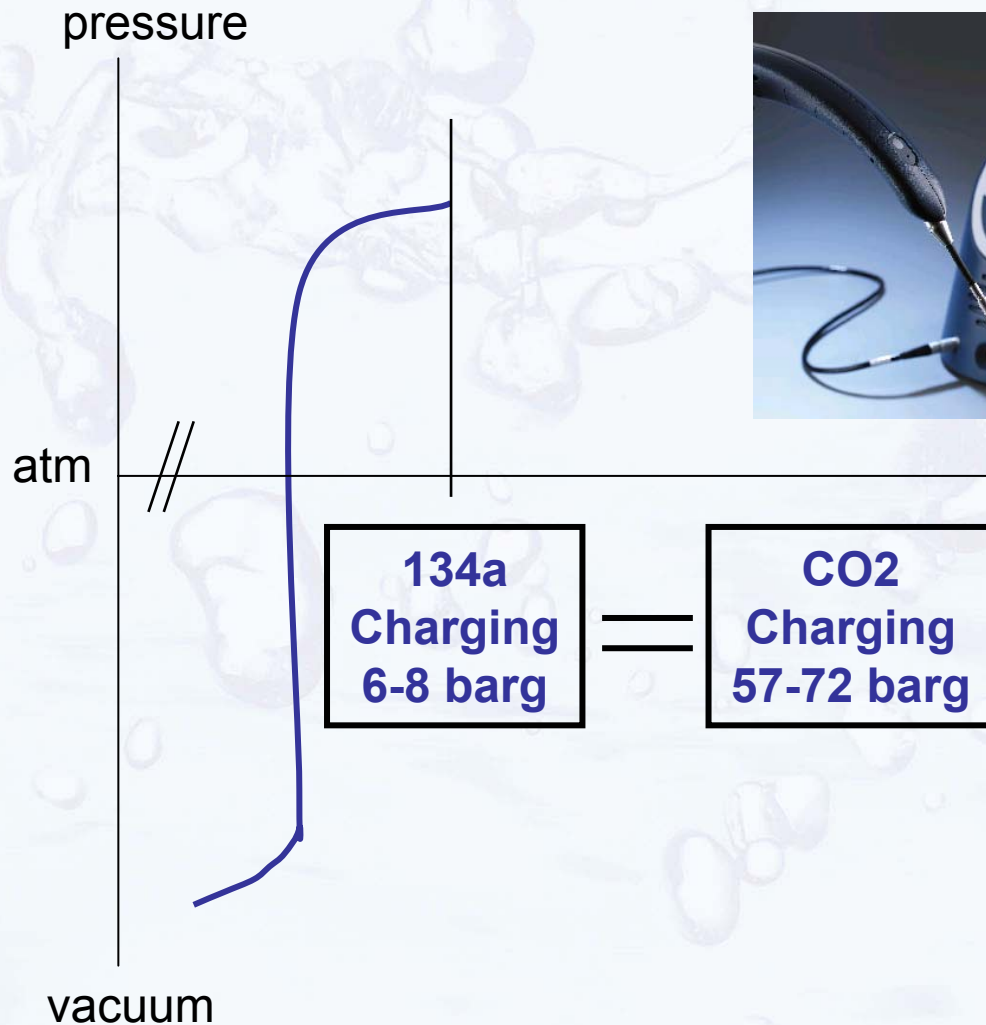 pressure
atm
134a
Charging
6-8 barg
CO2
Charging
57-72 barg
vacuum